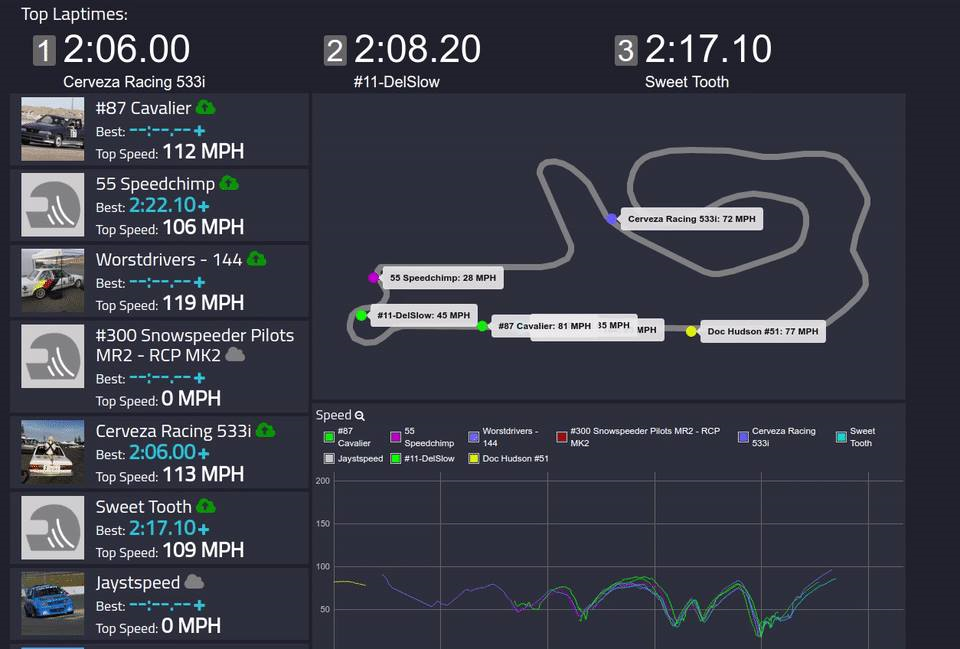 Top Laptimes:
1 2:06.00
Cerveza Racing 533i
2 2:08.20
#11-DelSlow
3 2:17.10
Sweet Tooth
#87 Cavalier
Best: --:--.--+
Top Speed: 112 MPH
55 Speedchimp
Best: 2:22.10+
Top Speed: 106 MPH
Worstdrivers - 144
Best: --:--.--+
Top Speed: 119 MPH
#300 Snowspeeder Pilots
MR2 - RCP MK2
Best: --:--.--+
Top Speed: 0 MPH
Cerveza Racing 533i
Best: 2:06.00+
Top Speed: 113 MPH
Sweet Tooth
Best: 2:17.10+
Top Speed: 109 MPH
Jaystspeed
Best: --:--.--+
Top Speed: 0 MPH
Cerveza Racing 533i: 72 MPH
55 Speedchimp: 28 MPH
#11-DelSlow: 45 MPH
#87 Cavalier: 81 MPH
35 MPH
MPH
Doc Hudson #51: 77 MPH
Speed
#87
Cavalier
55
Speedchimp
Worstdrivers -
144
#300 Snowspeeder Pilots MR2 - RCP
MK2
Cerveza Racing
533i
Sweet
Tooth
Jaystspeed
#11-DelSlow
Doc Hudson #51
200
150
100
50